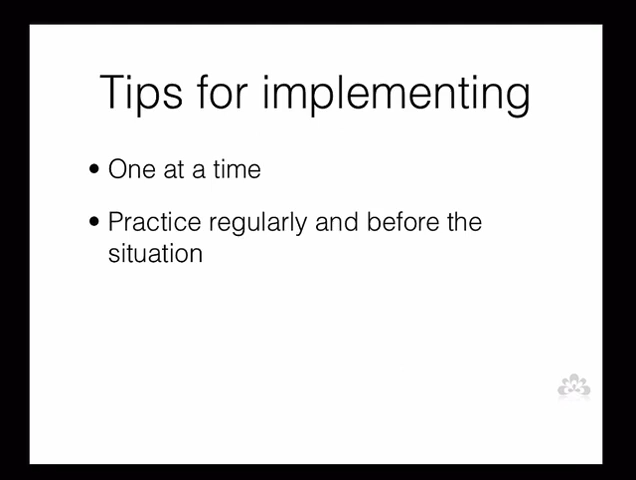 Tips for implementing
• One at a time
• Practice regularly and before the
situation